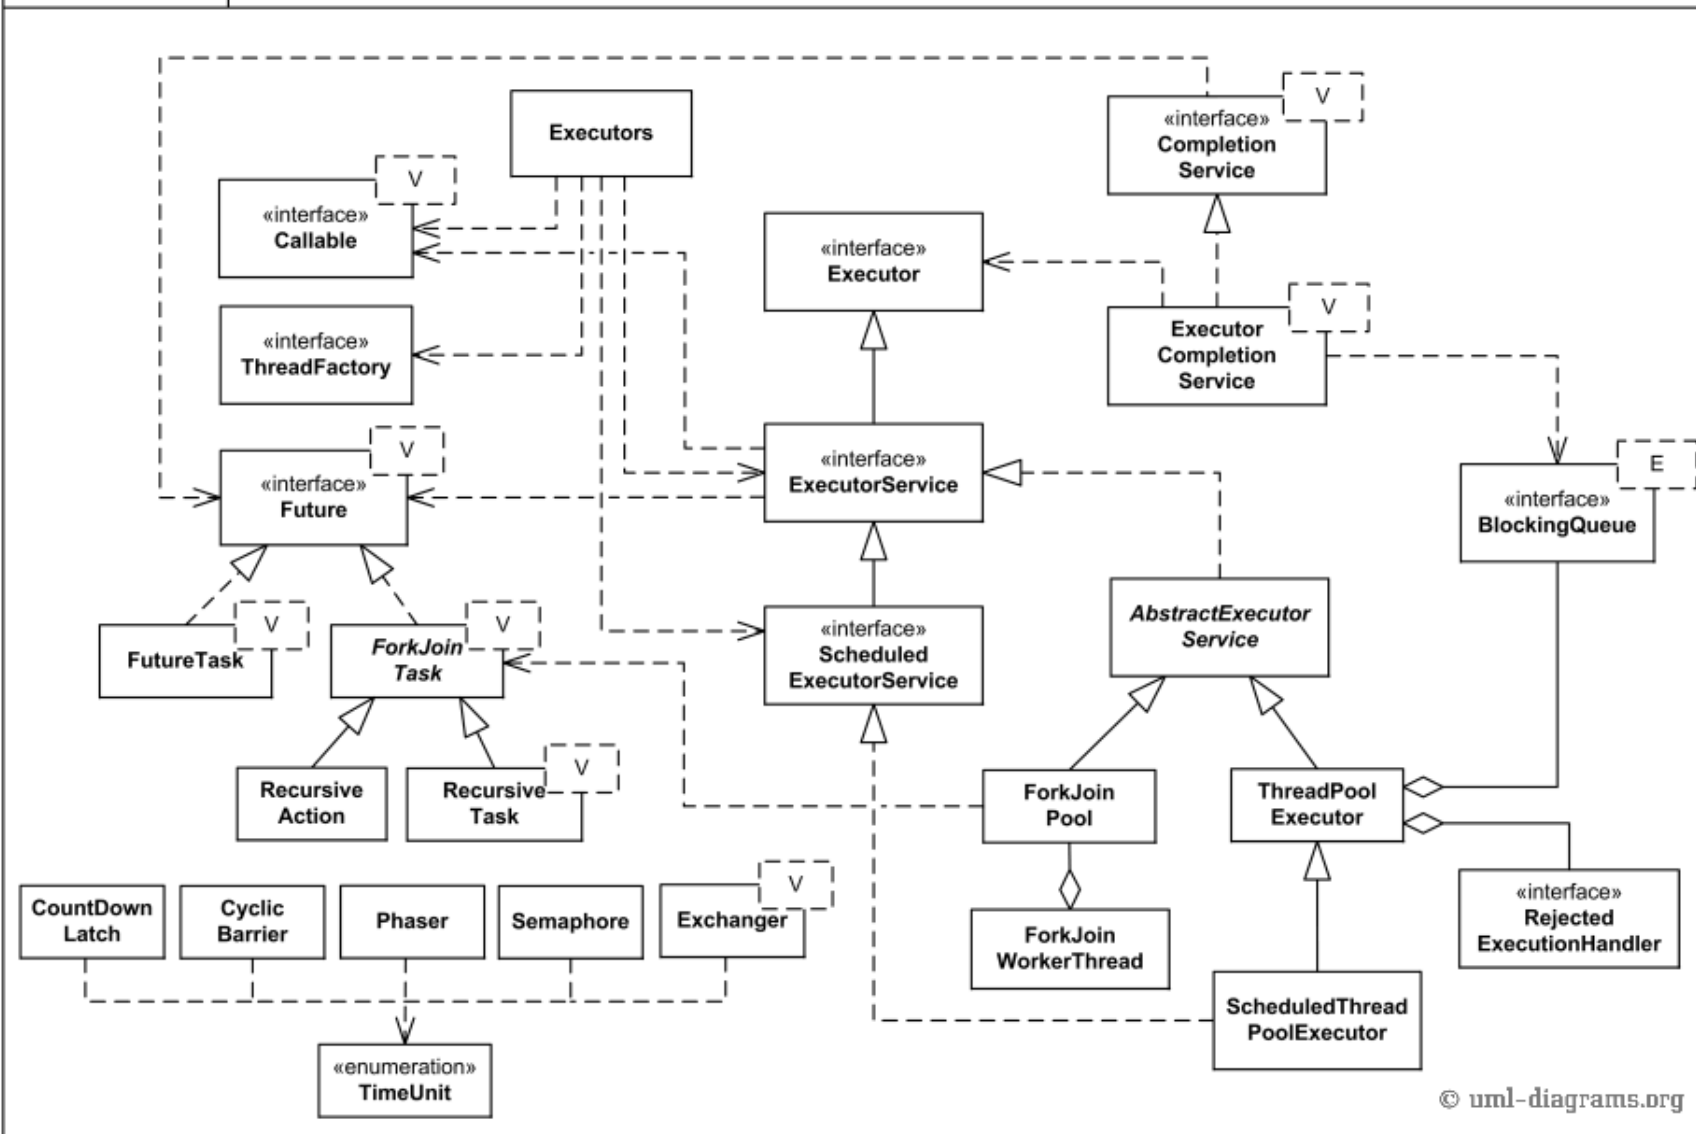 Executors
V
«interface»
Completion
Service
V
«interface»
Callable
«interface»
Executor
«interface»
ThreadFactory
V
Executor
Completion
Service
V
«interface»
Future
«interface»
ExecutorService
E
«interface»
BlockingQueue
V
FutureTask
V
ForkJoin
Task
«interface»
Scheduled
ExecutorService
AbstractExecutor
Service
Recursive
Action
V
Recursive
Task
ForkJoin
Pool
ThreadPool
Executor
CountDown
Latch
Cyclic
Barrier
Phaser
Semaphore
V
Exchanger
ForkJoin
WorkerThread
«interface»
Rejected
ExecutionHandler
ScheduledThread
PoolExecutor
«enumeration»
TimeUnit
© uml-diagrams.org